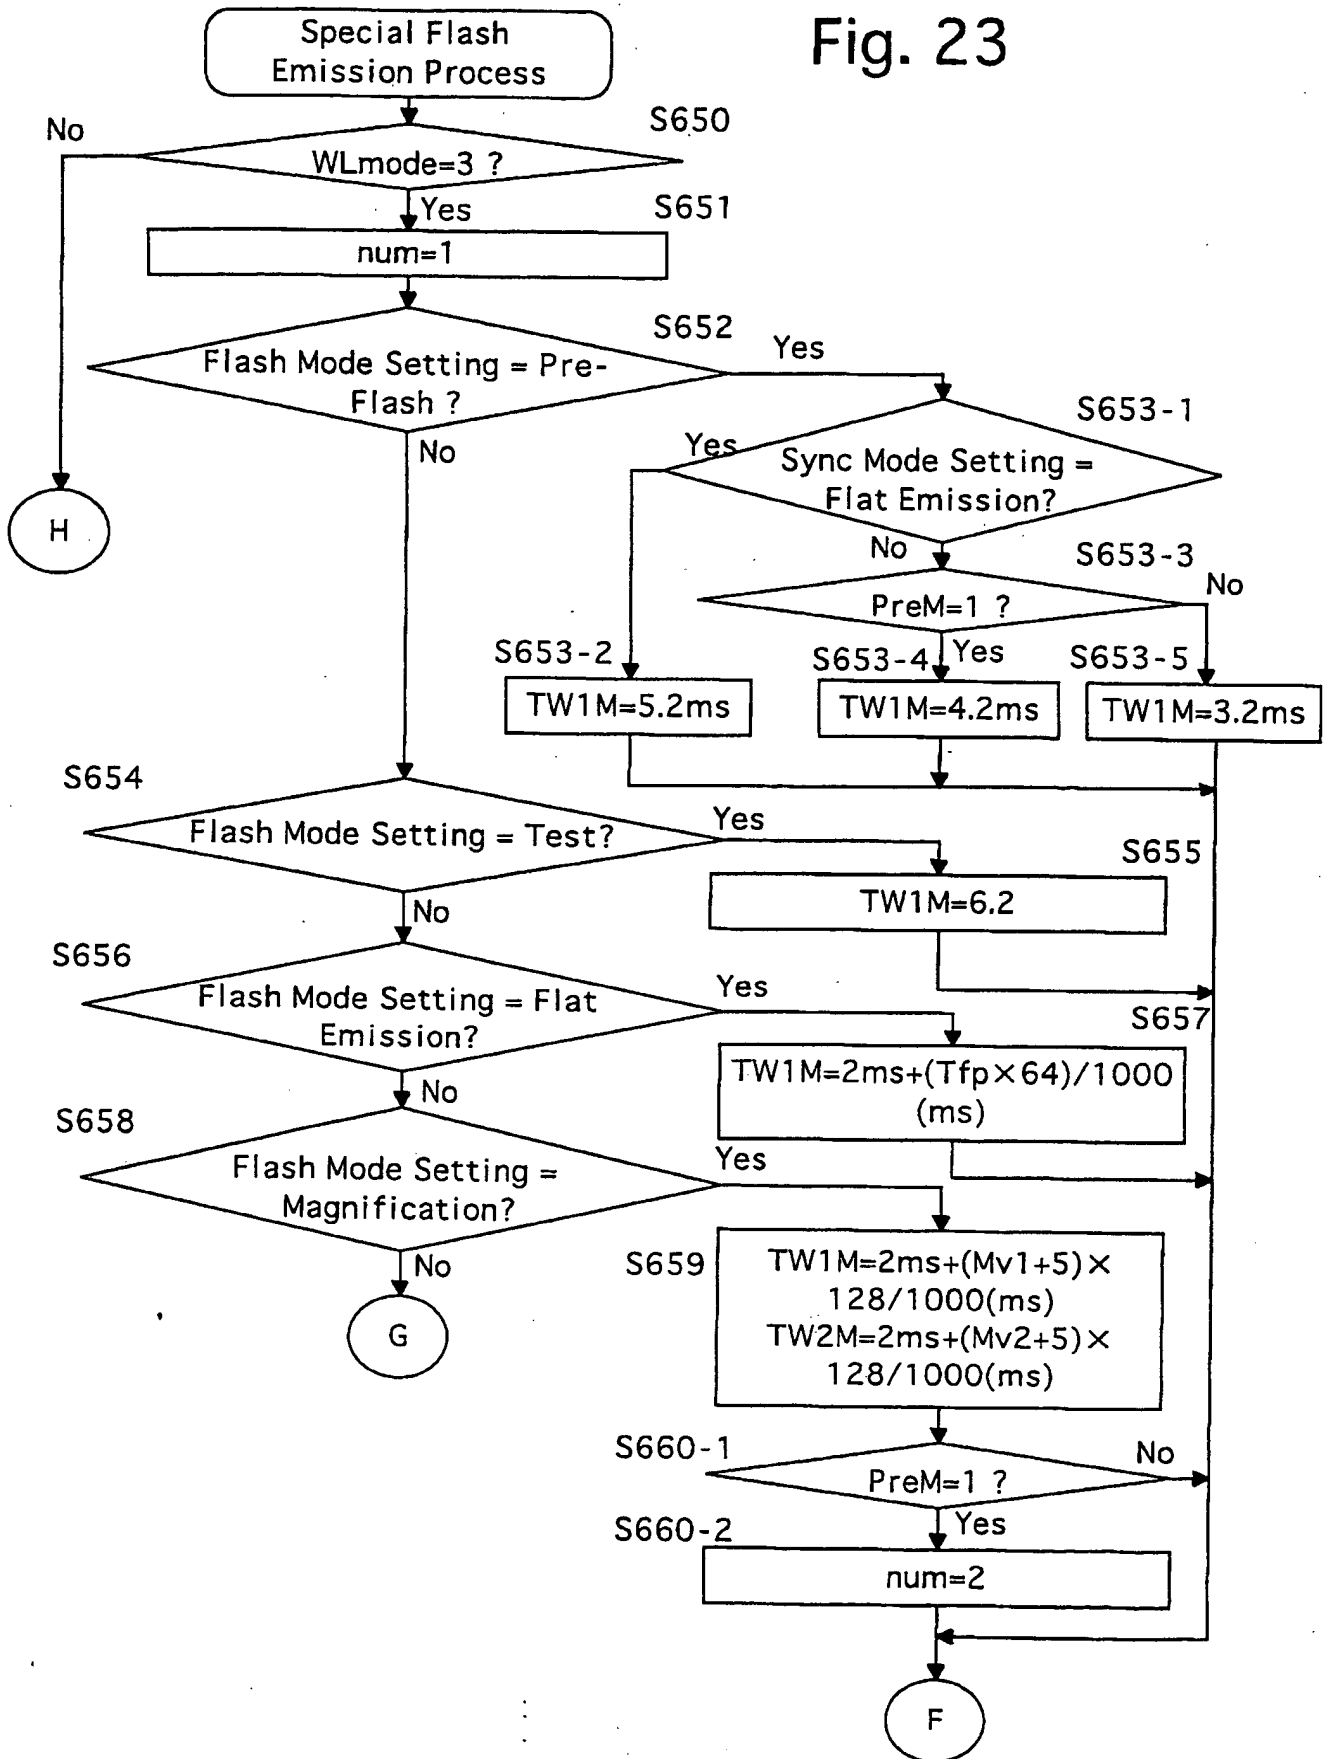 Fig. 23
Special Flash
Emission Process
No
S650
WLmode=3 ?
Yes
S651
num=1
S652
Flash Mode Setting = Pre-
Flash ?
Yes
No
H
S653-1
Yes
Sync Mode Setting =
Flat Emission?
No
S653-3
PreM=1 ?
No
Yes
S653-2
TW1M=5.2ms
S653-4
TW1M=4.2ms
S653-5
TW1M=3.2ms
S654
Flash Mode Setting = Test?
Yes
No
S655
TW1M=6.2
S656
Flash Mode Setting = Flat
Emission?
Yes
No
S657
TW1M=2ms+(Tfp×64)/1000
(ms)
S658
Flash Mode Setting =
Magnification?
Yes
No
G
S659
TW1M=2ms+(Mv1+5)×
128/1000(ms)
TW2M=2ms+(Mv2+5)×
128/1000(ms)
S660-1
PreM=1 ?
No
Yes
S660-2
num=2
F